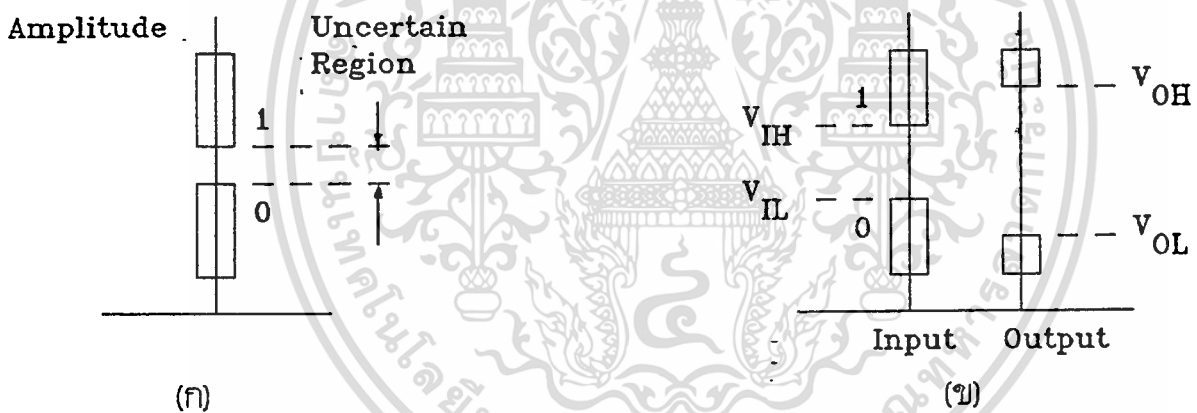 Amplitude
Uncertain
Region
1
0
(ก)
1
V_IH
V_IL
0
V_OH
V_OL
Input Output
(ข)